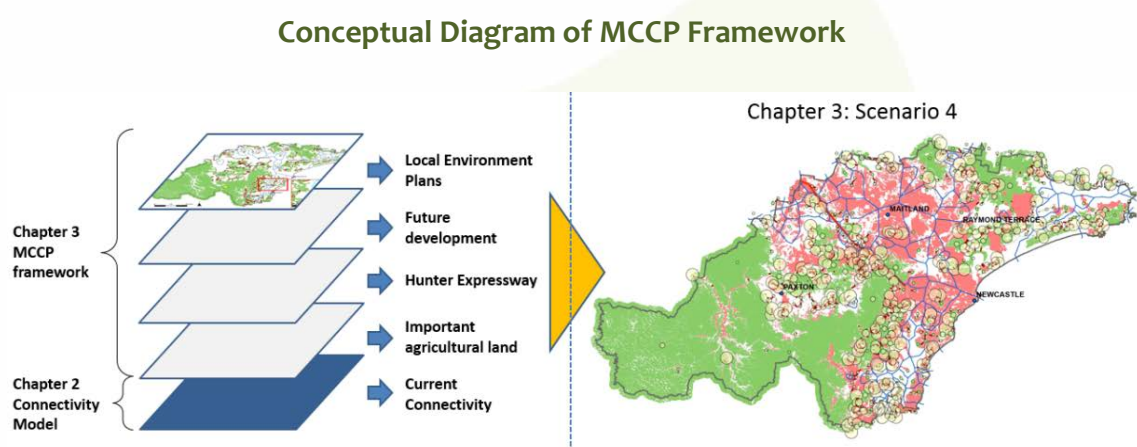 Conceptual Diagram of MCCP Framework
Chapter 3
MCCP
framework
Chapter 2
Connectivity
Model
Local Environment
Plans
Future
development
Hunter Expressway
Important
agricultural land
Current
Connectivity
Chapter 3: Scenario 4
MAITLAND
RAYMOND TERRACE
PAXTON
NEWCASTLE